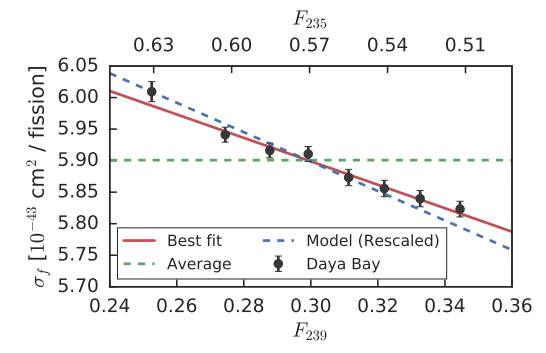 F235
0.63 0.60 0.57 0.54 0.51
σf [10−43 cm2 / fission]
6.05
6.00
5.95
5.90
5.85
5.80
5.75
5.70
Best fit Model (Rescaled)
Average Daya Bay
0.24 0.26 0.28 0.30 0.32 0.34 0.36
F239